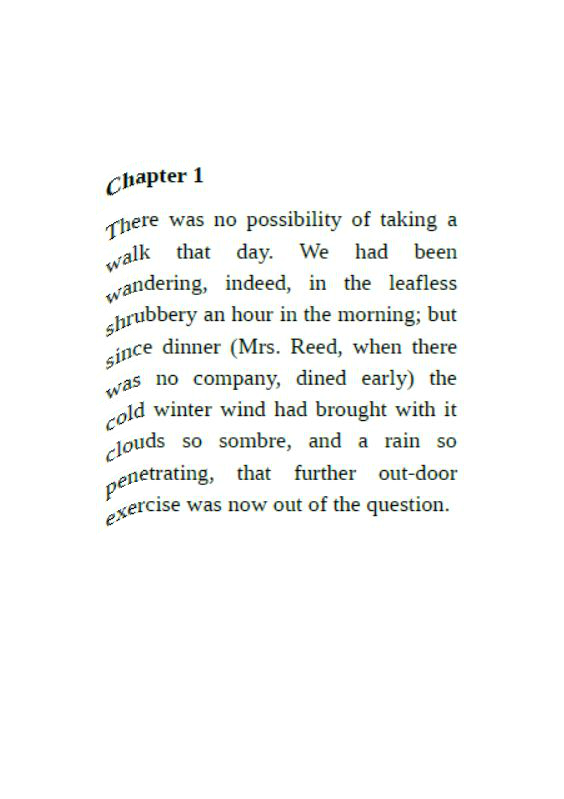 Chapter 1
There was no possibility of taking a
walk that day. We had been
wandering, indeed, in the leafless
shrubbery an hour in the morning; but
since dinner (Mrs. Reed, when there
was no company, dined early) the
cold winter wind had brought with it
clouds so sombre, and a rain so
penetrating, that further out-door
exercise was now out of the question.